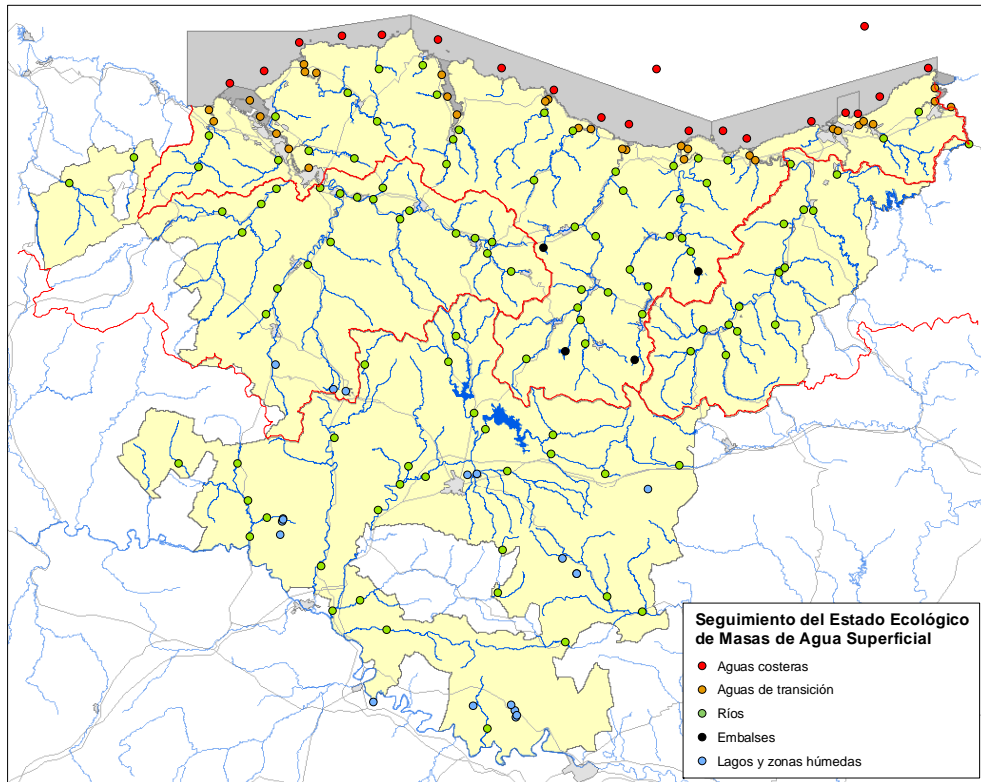 Seguimiento del Estado Ecológico
de Masas de Agua Superficial
Aguas costeras
Aguas de transición
Ríos
Embalses
Lagos y zonas húmedas